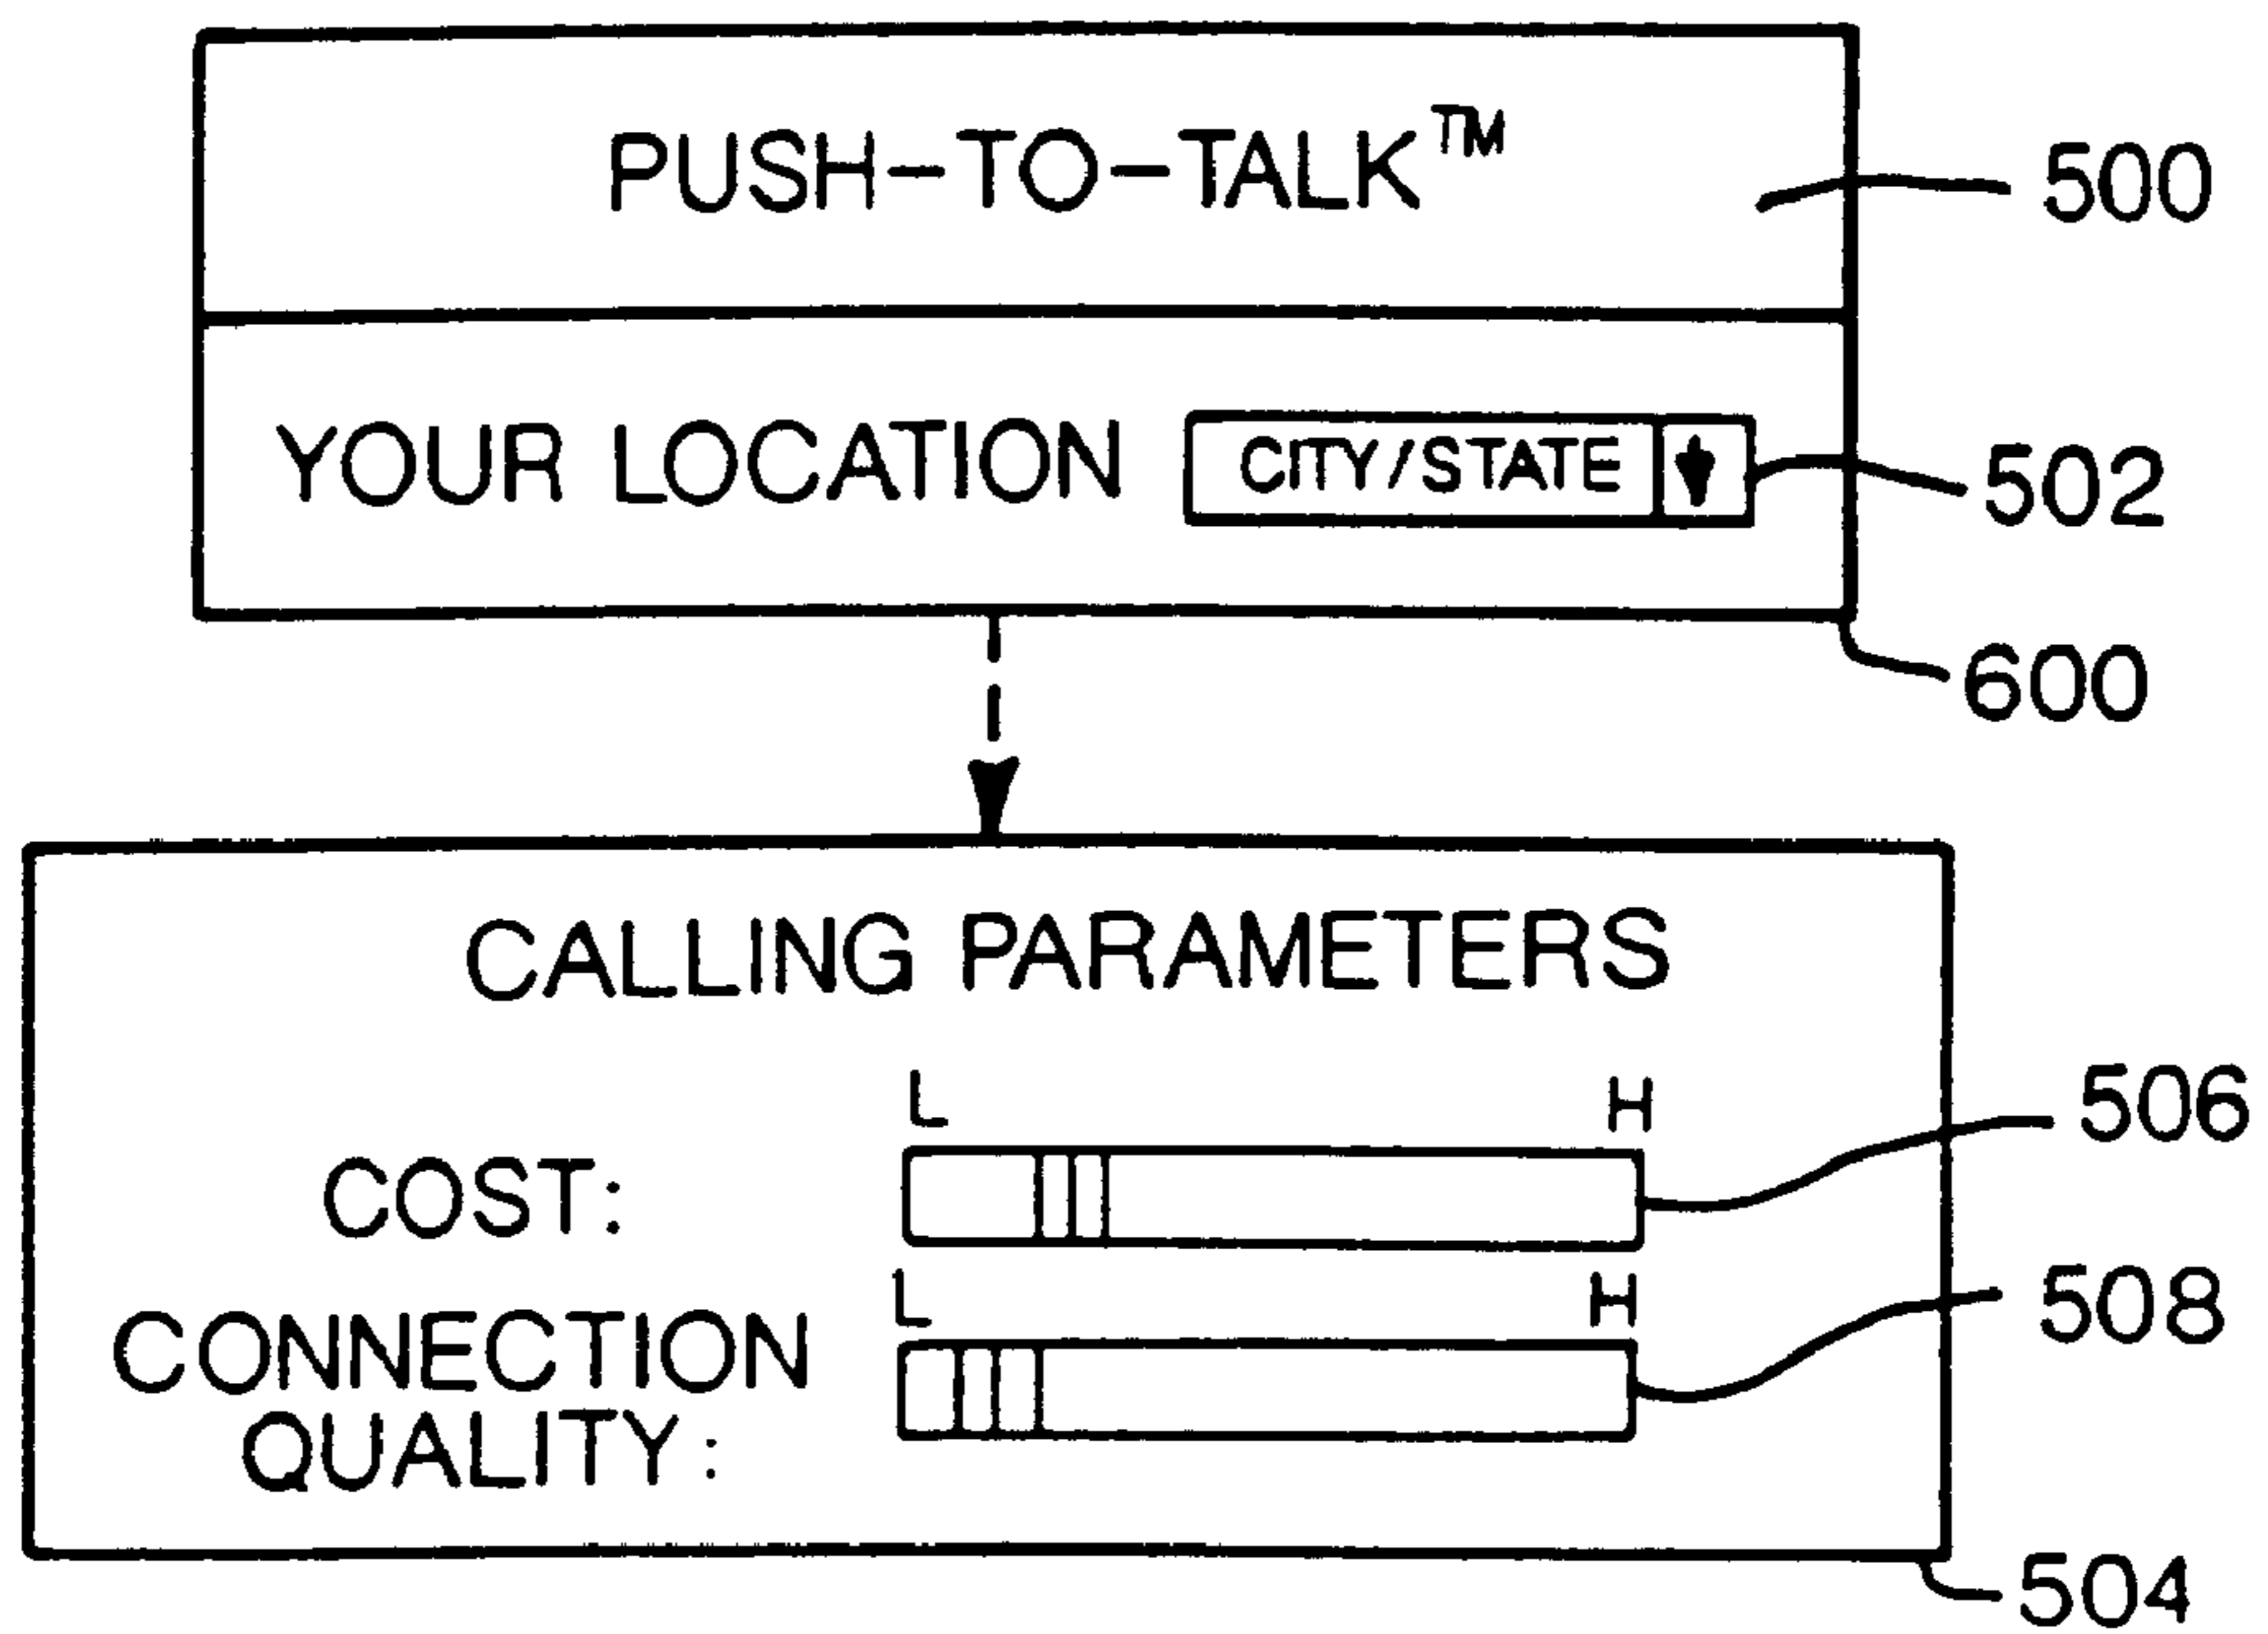 PUSH-TO-TALK™
500
YOUR LOCATION CITY/STATE
502
600
CALLING PARAMETERS
L H
506
COST:
L H
508
CONNECTION
QUALITY:
504